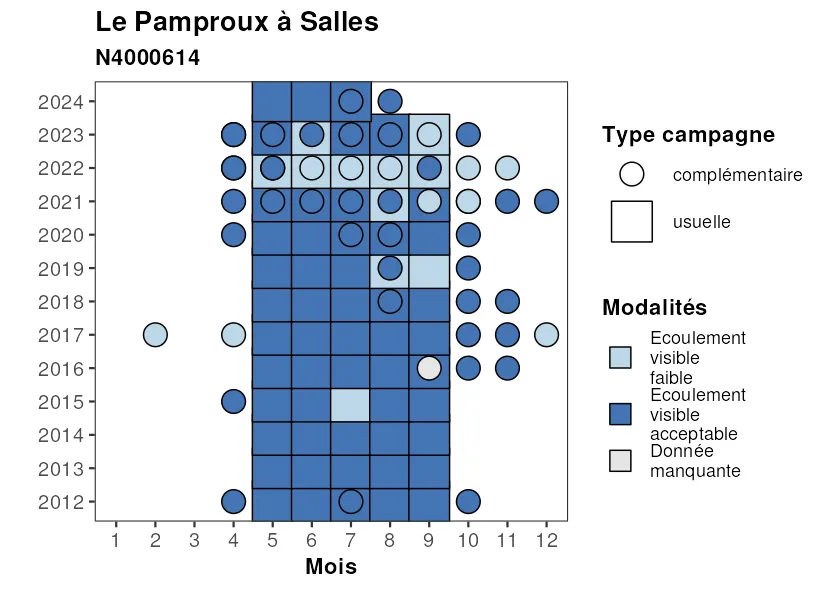 Le Pamproux à Salles
N4000614
2024
2023
2022
2021
2020
2019
2018
2017
2016
2015
2014
2013
2012
1 2 3 4 5 6 7 8 9 10 11 12
Mois
Type campagne
complémentaire
usuelle
Modalités
Ecoulement
visible
faible
Ecoulement
visible
acceptable
Donnée
manquante